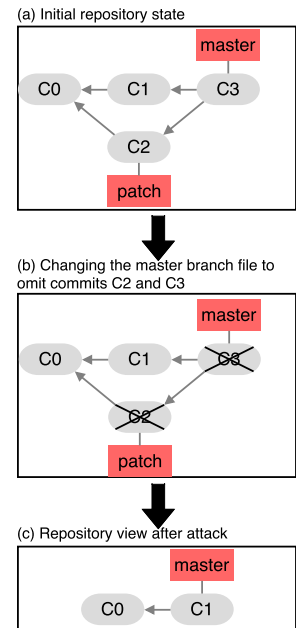 (a) Initial repository state
master
C0 C1 C3
C2
patch
(b) Changing the master branch file to
omit commits C2 and C3
master
C0 C1 C3
C2
patch
(c) Repository view after attack
master
C0 C1